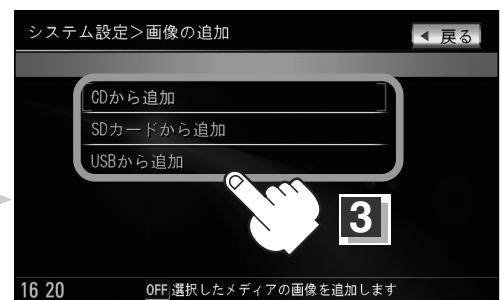 システム設定＞画像の追加
◀ 戻る
CDから追加
SDカードから追加
USBから追加
3
16 20
OFF 選択したメディアの画像を追加します